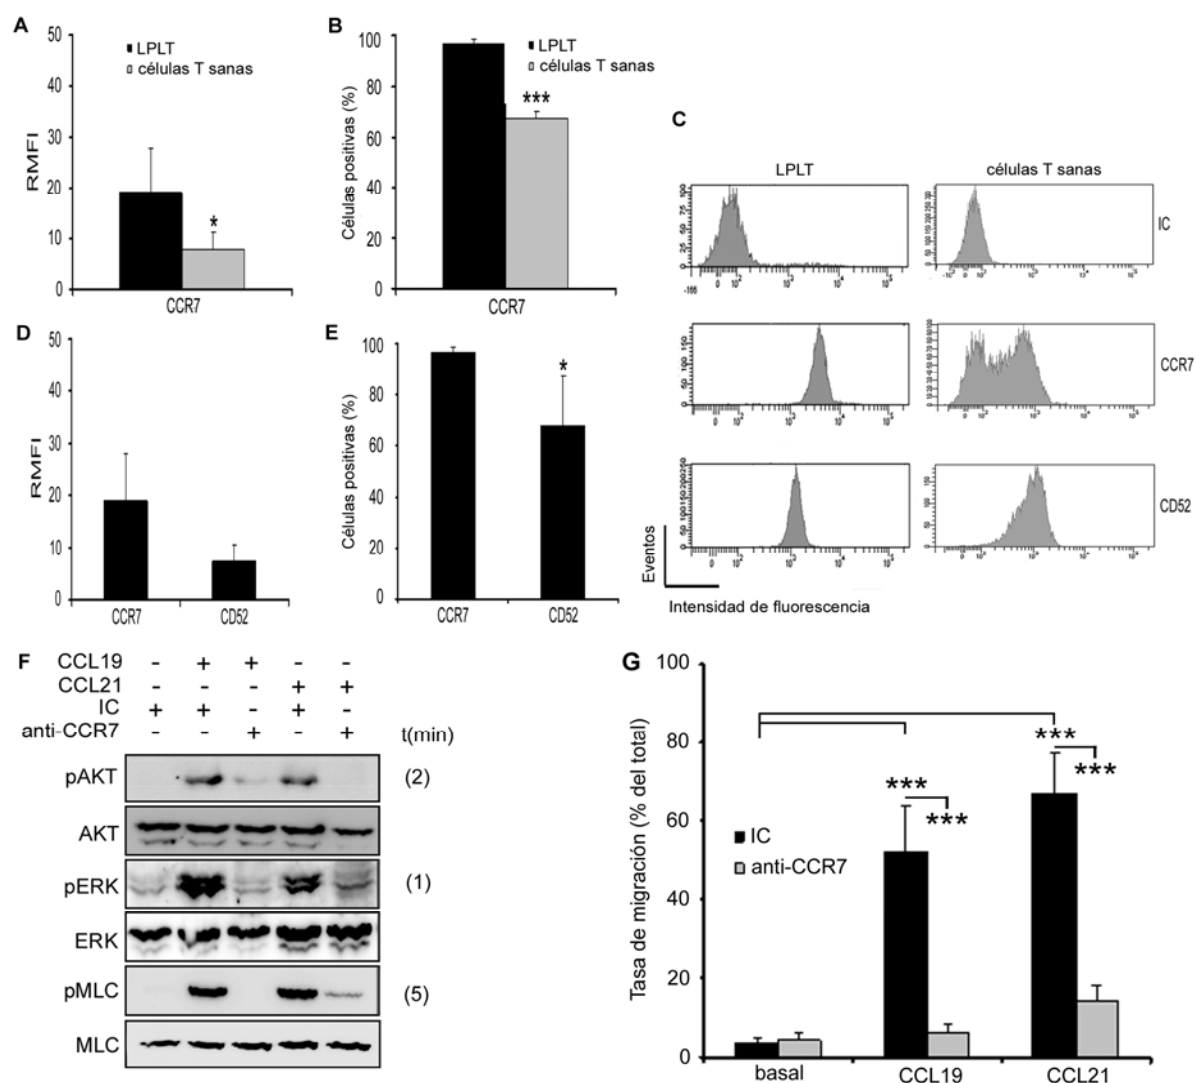 A
50
40
30
20
10
0
RMFI
LPLT
células T sanas
*
CCR7
B
100
80
60
40
20
0
Células positivas (%)
LPLT
células T sanas
***
CCR7
C
LPLT
células T sanas
IC
CCR7
CD52
Eventos
Intensidad de fluorescencia
D
50
40
30
20
10
0
RMFI
CCR7
CD52
E
100
80
60
40
20
0
Células positivas (%)
*
CCR7
CD52
F
CCL19 - + + - -
CCL21 - - - + +
IC + + - + -
anti-CCR7 - - + - + t(min)
pAKT (2)
AKT
pERK (1)
ERK
pMLC (5)
MLC
G
100
80
60
40
20
0
Tasa de migración (% del total)
IC
anti-CCR7
***
***
***
***
basal
CCL19
CCL21